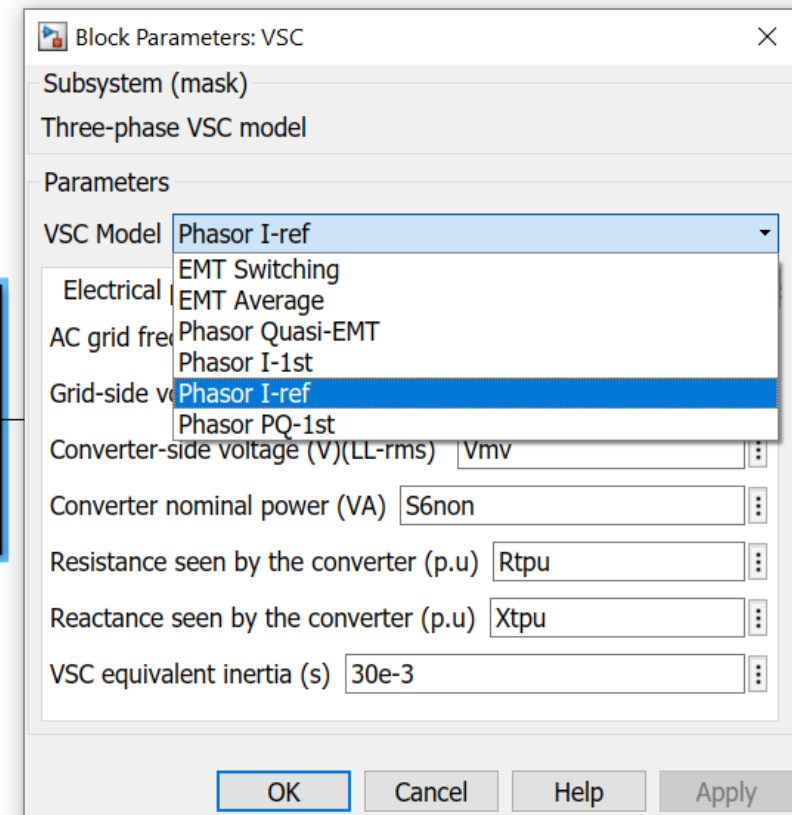 Block Parameters: VSC
Subsystem (mask)
Three-phase VSC model
Parameters
VSC Model Phasor I-ref
EMT Switching
EMT Average
Phasor Quasi-EMT
Phasor I-1st
Phasor I-ref
Phasor PQ-1st
Electrical
AC grid
Grid-side
Converter-side voltage (V)(LL-rms) Vmv
Converter nominal power (VA) S6non
Resistance seen by the converter (p.u) Rtpu
Reactance seen by the converter (p.u) Xtpu
VSC equivalent inertia (s) 30e-3
OK Cancel Help Apply